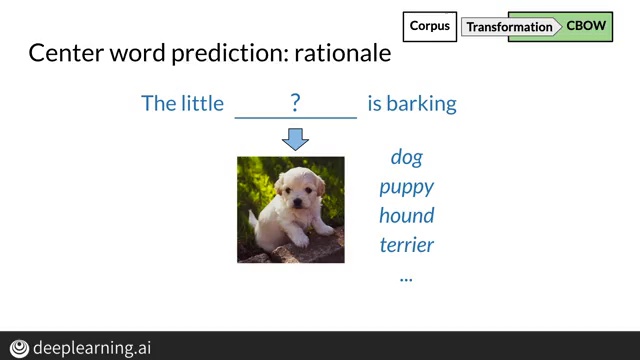 Corpus
Transformation
CBOW
Center word prediction: rationale
The little ? is barking
dog
puppy
hound
terrier
...
deeplearning.ai